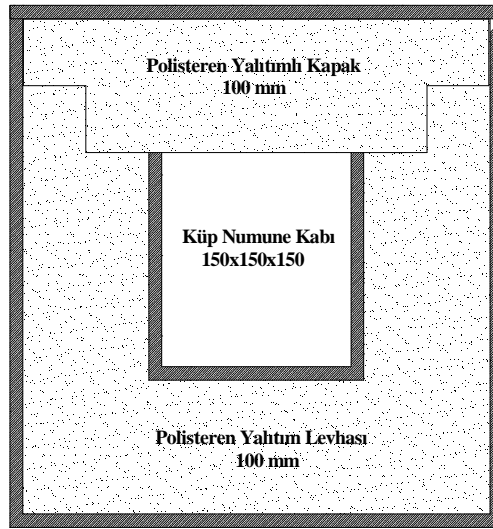 Polisteren Yalıtımlı Kapak
100 mm
Küp Numune Kabı
150x150x150
Polisteren Yalıtım Levhası
100 mm